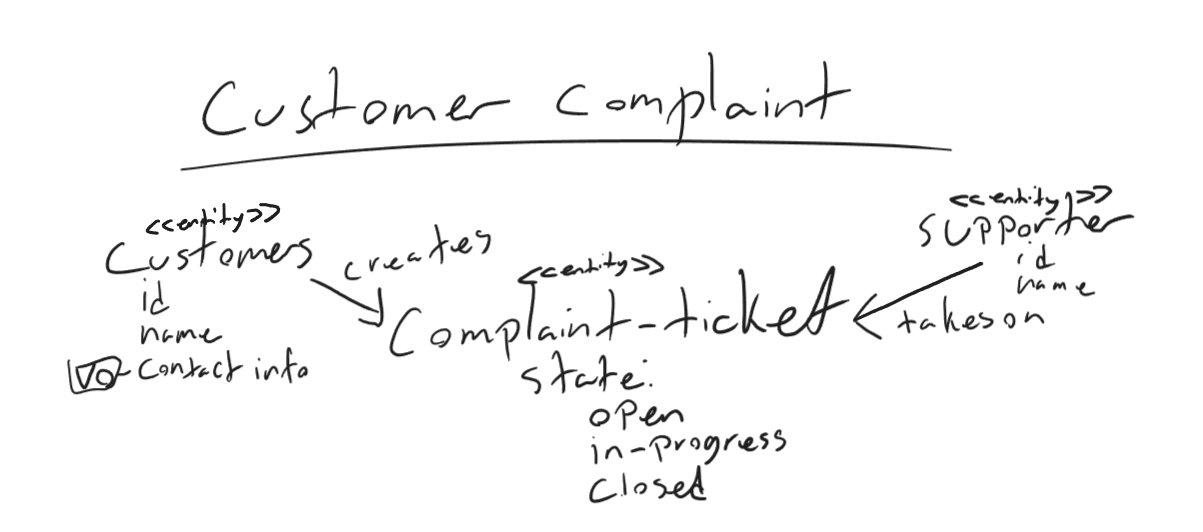 Customer Complaint
<<entity>>
Customers
id
name
VO Contact info
creates
<<entity>>
Complaint-ticket
state:
open
in-progress
closed
<<entity>>
supporter
id
name
takes on